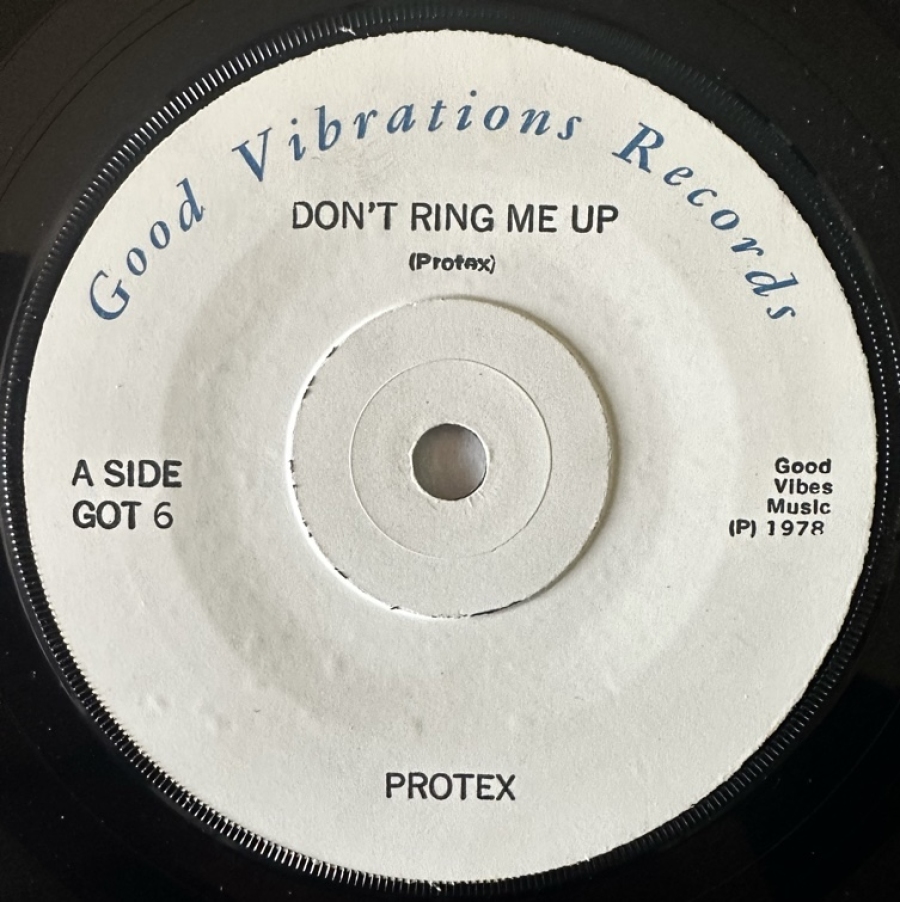 Good Vibrations Records
DON'T RING ME UP
(Protex)
A SIDE
GOT 6
Good
Vibes
Music
(P) 1978
PROTEX